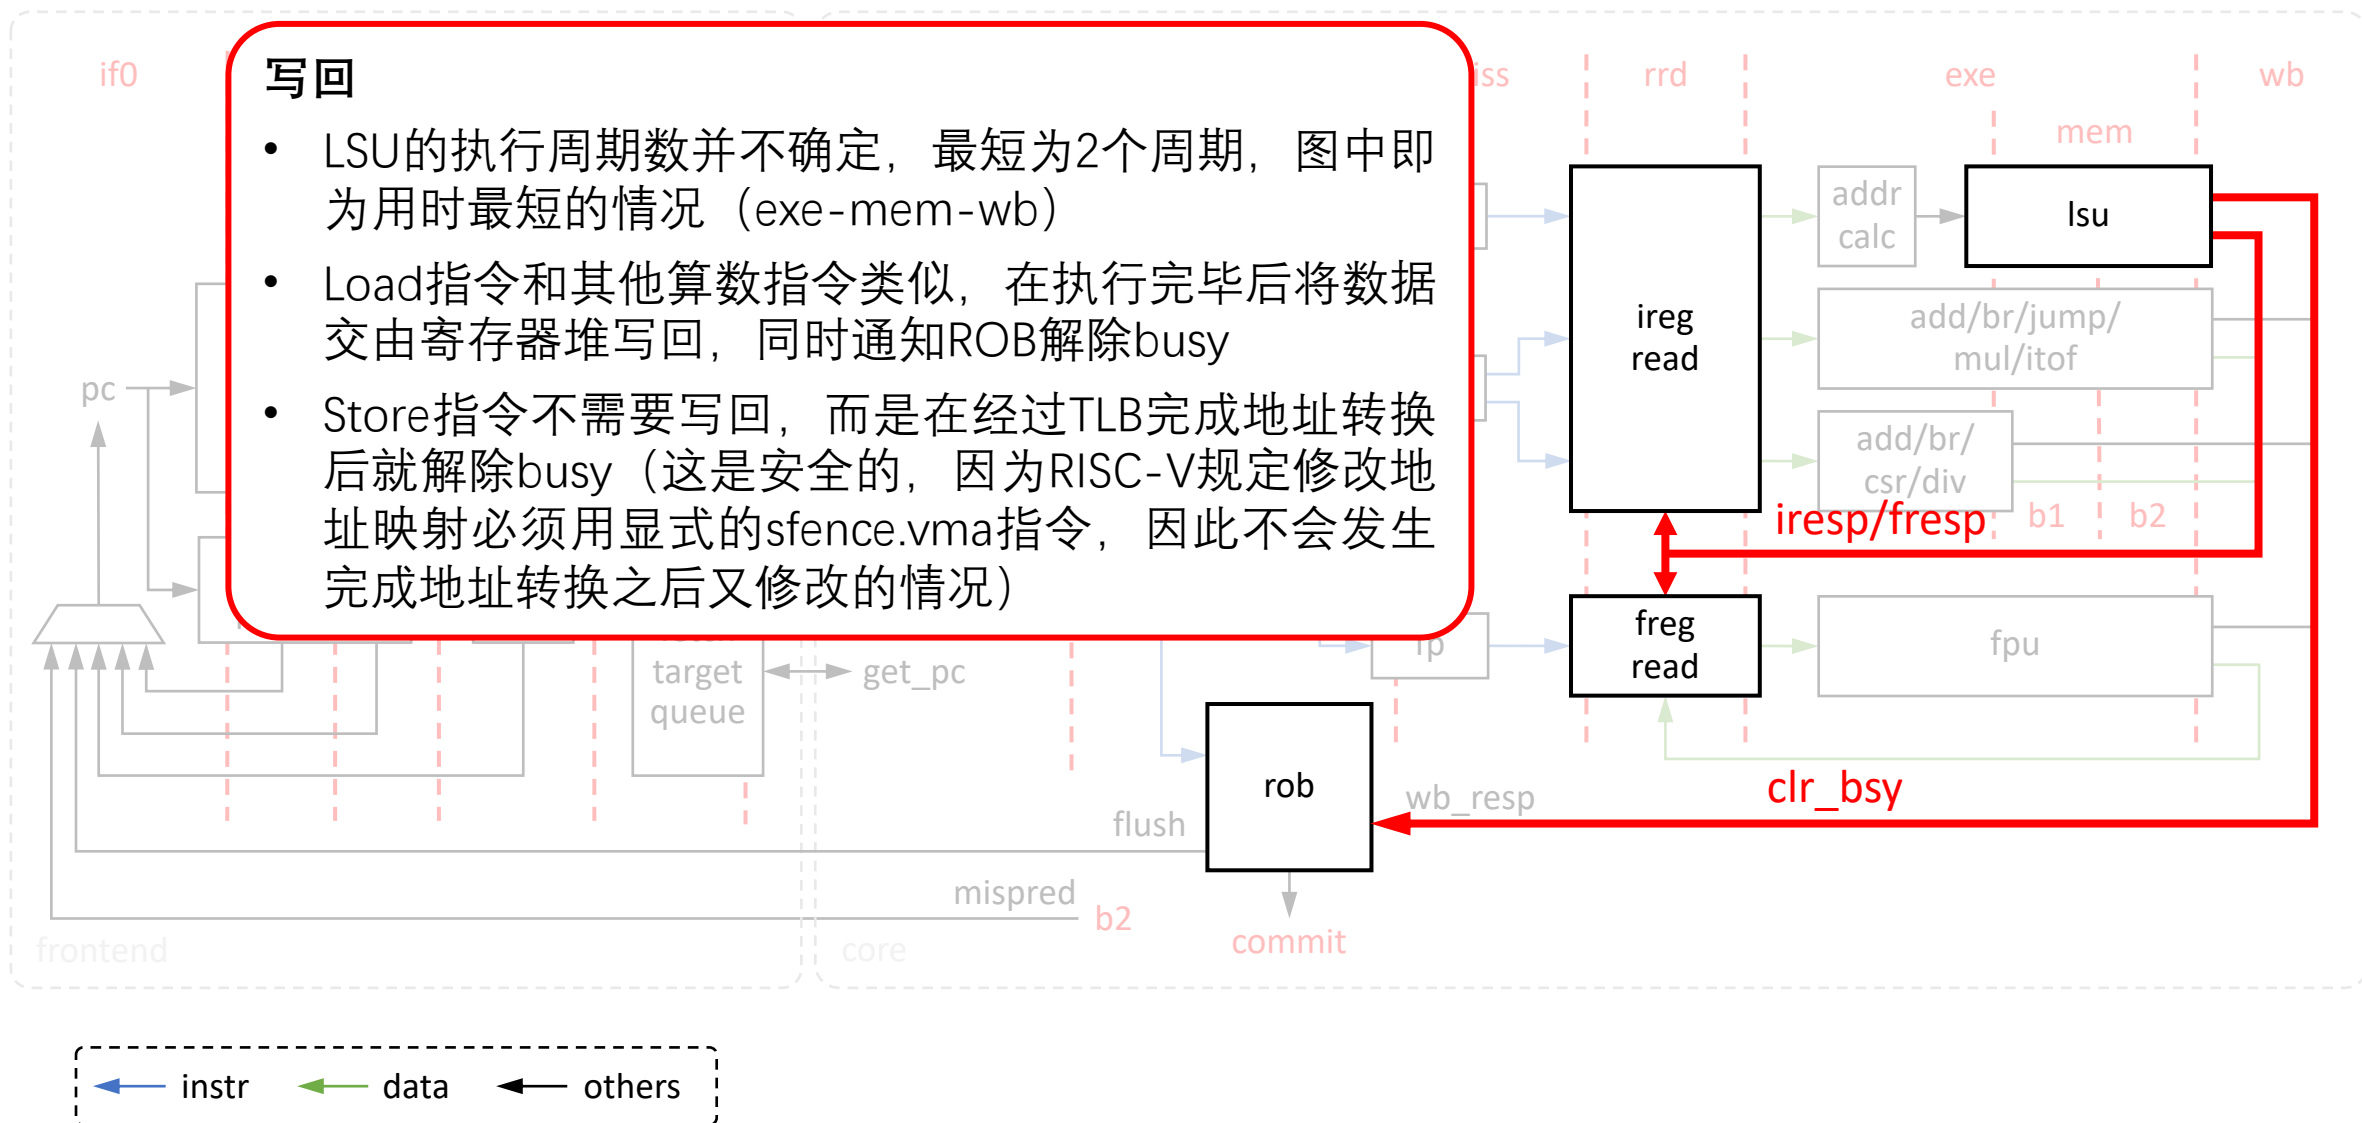 写回
• LSU的执行周期数并不确定，最短为2个周期，图中即
为用时最短的情况（exe-mem-wb）
• Load指令和其他算数指令类似，在执行完毕后将数据
交由寄存器堆写回，同时通知ROB解除busy
• Store指令不需要写回，而是在经过TLB完成地址转换
后就解除busy（这是安全的，因为RISC-V规定修改地
址映射必须用显式的sfence.vma指令，因此不会发生
完成地址转换之后又修改的情况）
if0
iss
rrd
exe
wb
mem
addr
calc
lsu
ireg
read
add/br/jump/
mul/itof
add/br/
csr/div
pc
iresp/fresp
b1
b2
freg
read
fpu
fp
target
queue
get_pc
rob
wb_resp
clr_bsy
flush
mispred
b2
commit
frontend
core
instr
data
others